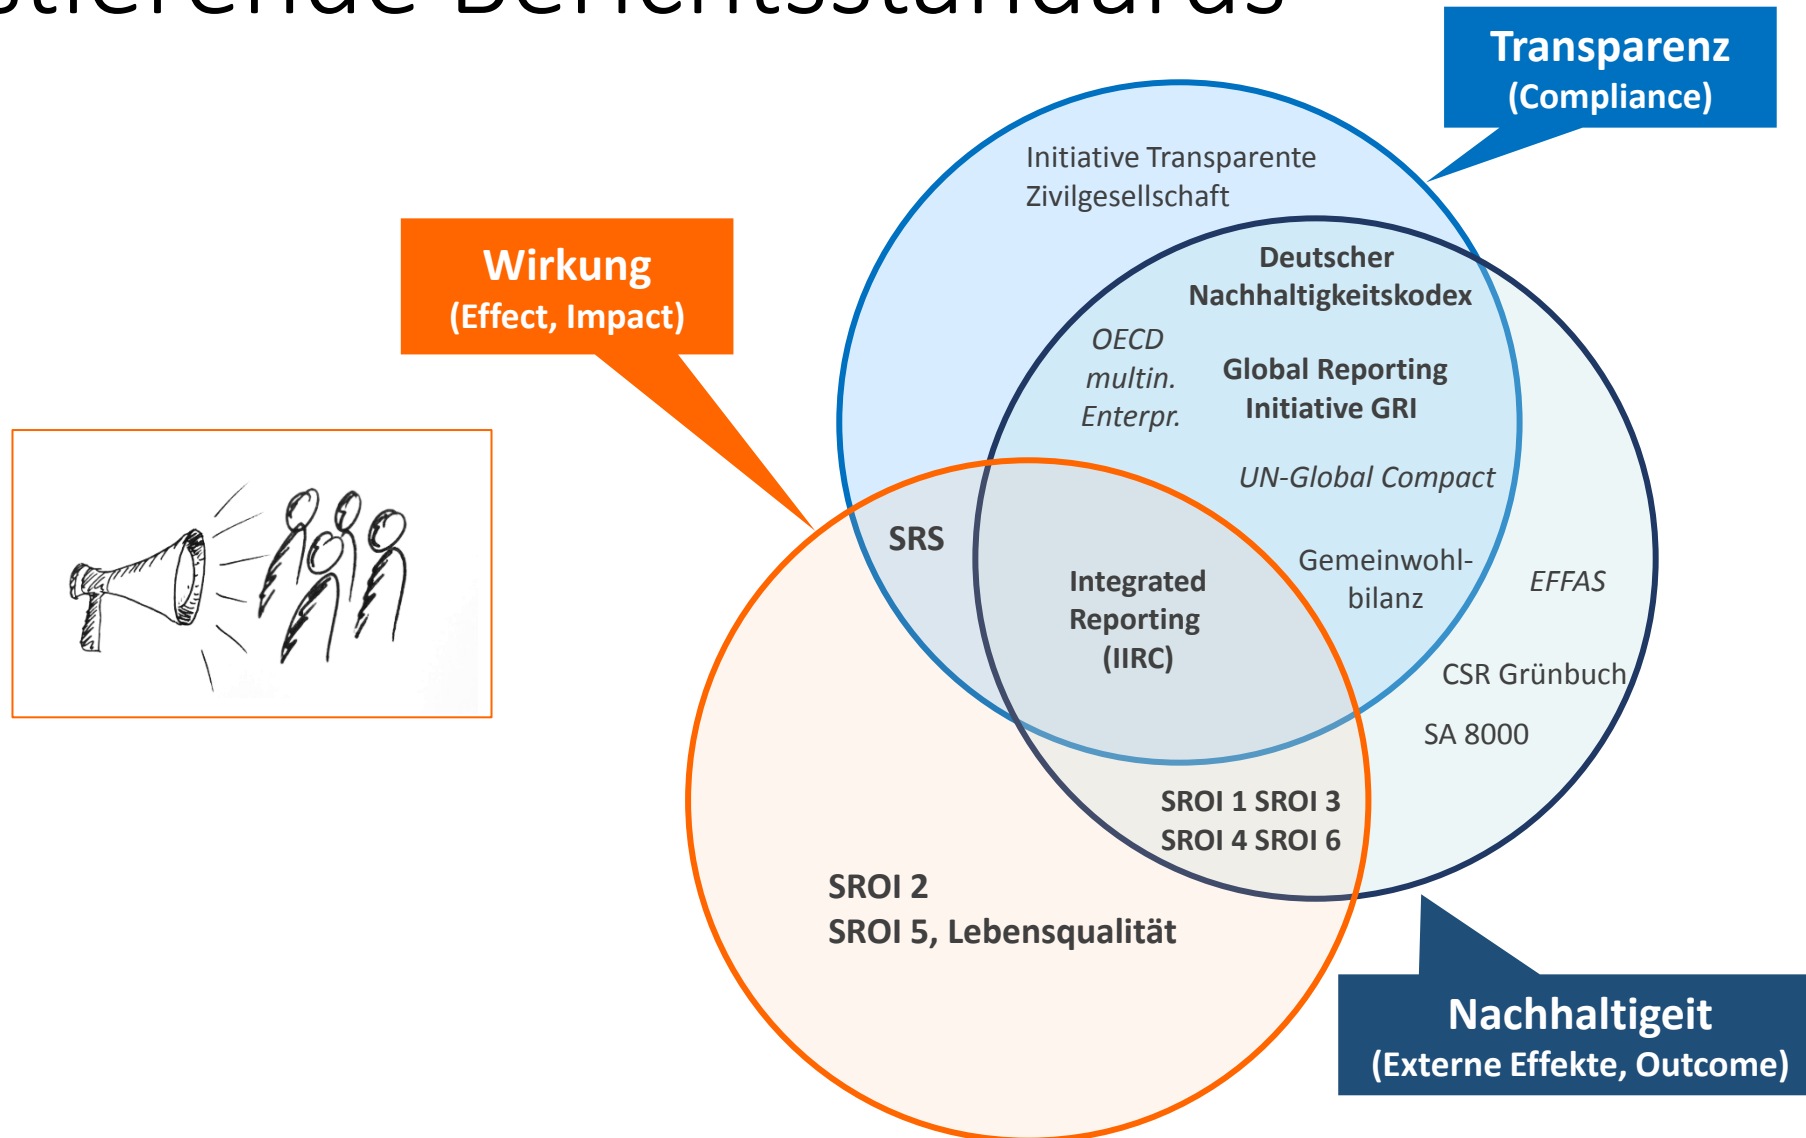 stierende Berichtsstandards
Transparenz
(Compliance)
Initiative Transparente
Zivilgesellschaft
Wirkung
(Effect, Impact)
Deutscher
Nachhaltigkeitskodex
OECD
multin.
Enterpr.
Global Reporting
Initiative GRI
UN-Global Compact
SRS
Gemeinwohl-
bilanz
EFFAS
Integrated
Reporting
(IIRC)
CSR Grünbuch
SA 8000
SROI 1 SROI 3
SROI 4 SROI 6
SROI 2
SROI 5, Lebensqualität
Nachhaltigeit
(Externe Effekte, Outcome)